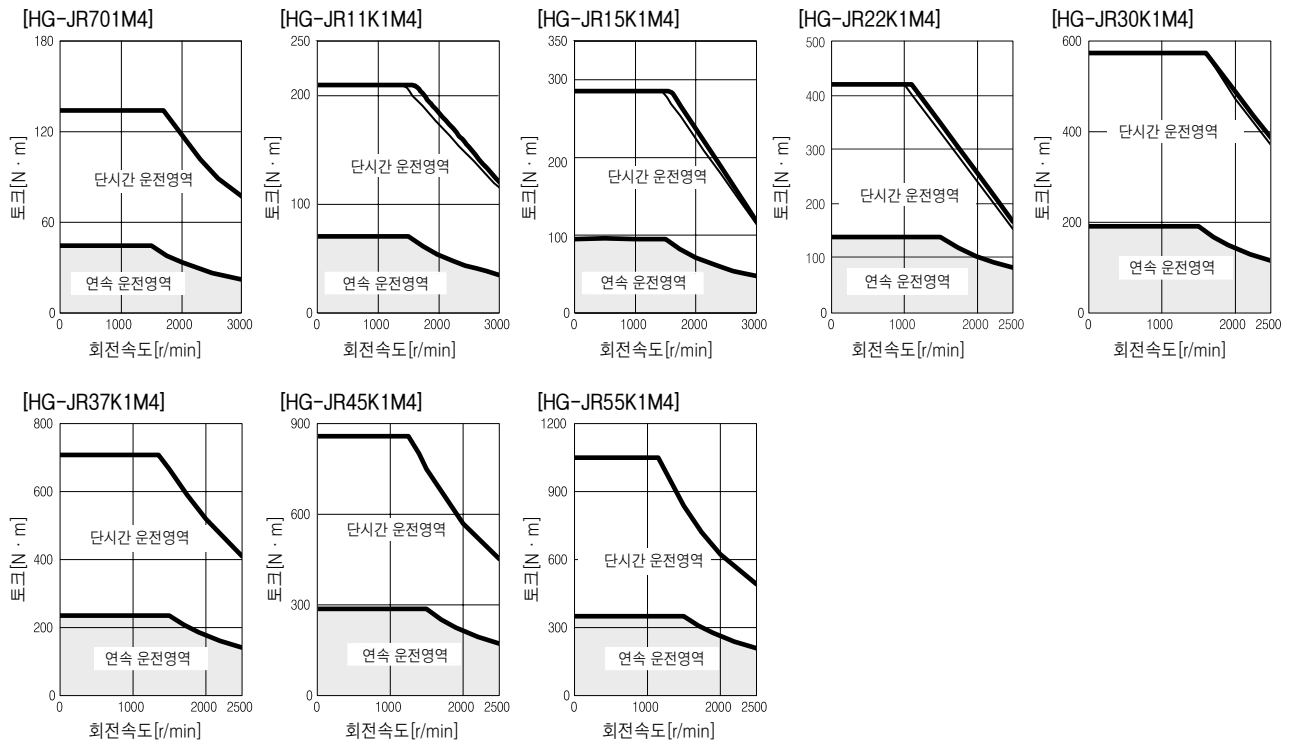 [HG-JR701M4]
180
120
60
0
토크[N · m]
단시간 운전영역
연속 운전영역
0 1000 2000 3000
회전속도[r/min]
[HG-JR11K1M4]
250
200
100
0
토크[N · m]
단시간 운전영역
연속 운전영역
0 1000 2000 3000
회전속도[r/min]
[HG-JR15K1M4]
350
300
200
100
0
토크[N · m]
단시간 운전영역
연속 운전영역
0 1000 2000 3000
회전속도[r/min]
[HG-JR22K1M4]
500
400
300
200
100
0
토크[N · m]
단시간 운전영역
연속 운전영역
0 1000 2000 2500
회전속도[r/min]
[HG-JR30K1M4]
600
400
200
0
토크[N · m]
단시간 운전영역
연속 운전영역
0 1000 2000 2500
회전속도[r/min]
[HG-JR37K1M4]
800
600
400
200
0
토크[N · m]
단시간 운전영역
연속 운전영역
0 1000 2000 2500
회전속도[r/min]
[HG-JR45K1M4]
900
600
300
0
토크[N · m]
단시간 운전영역
연속 운전영역
0 1000 2000 2500
회전속도[r/min]
[HG-JR55K1M4]
1200
900
600
300
0
토크[N · m]
단시간 운전영역
연속 운전영역
0 1000 2000 2500
회전속도[r/min]